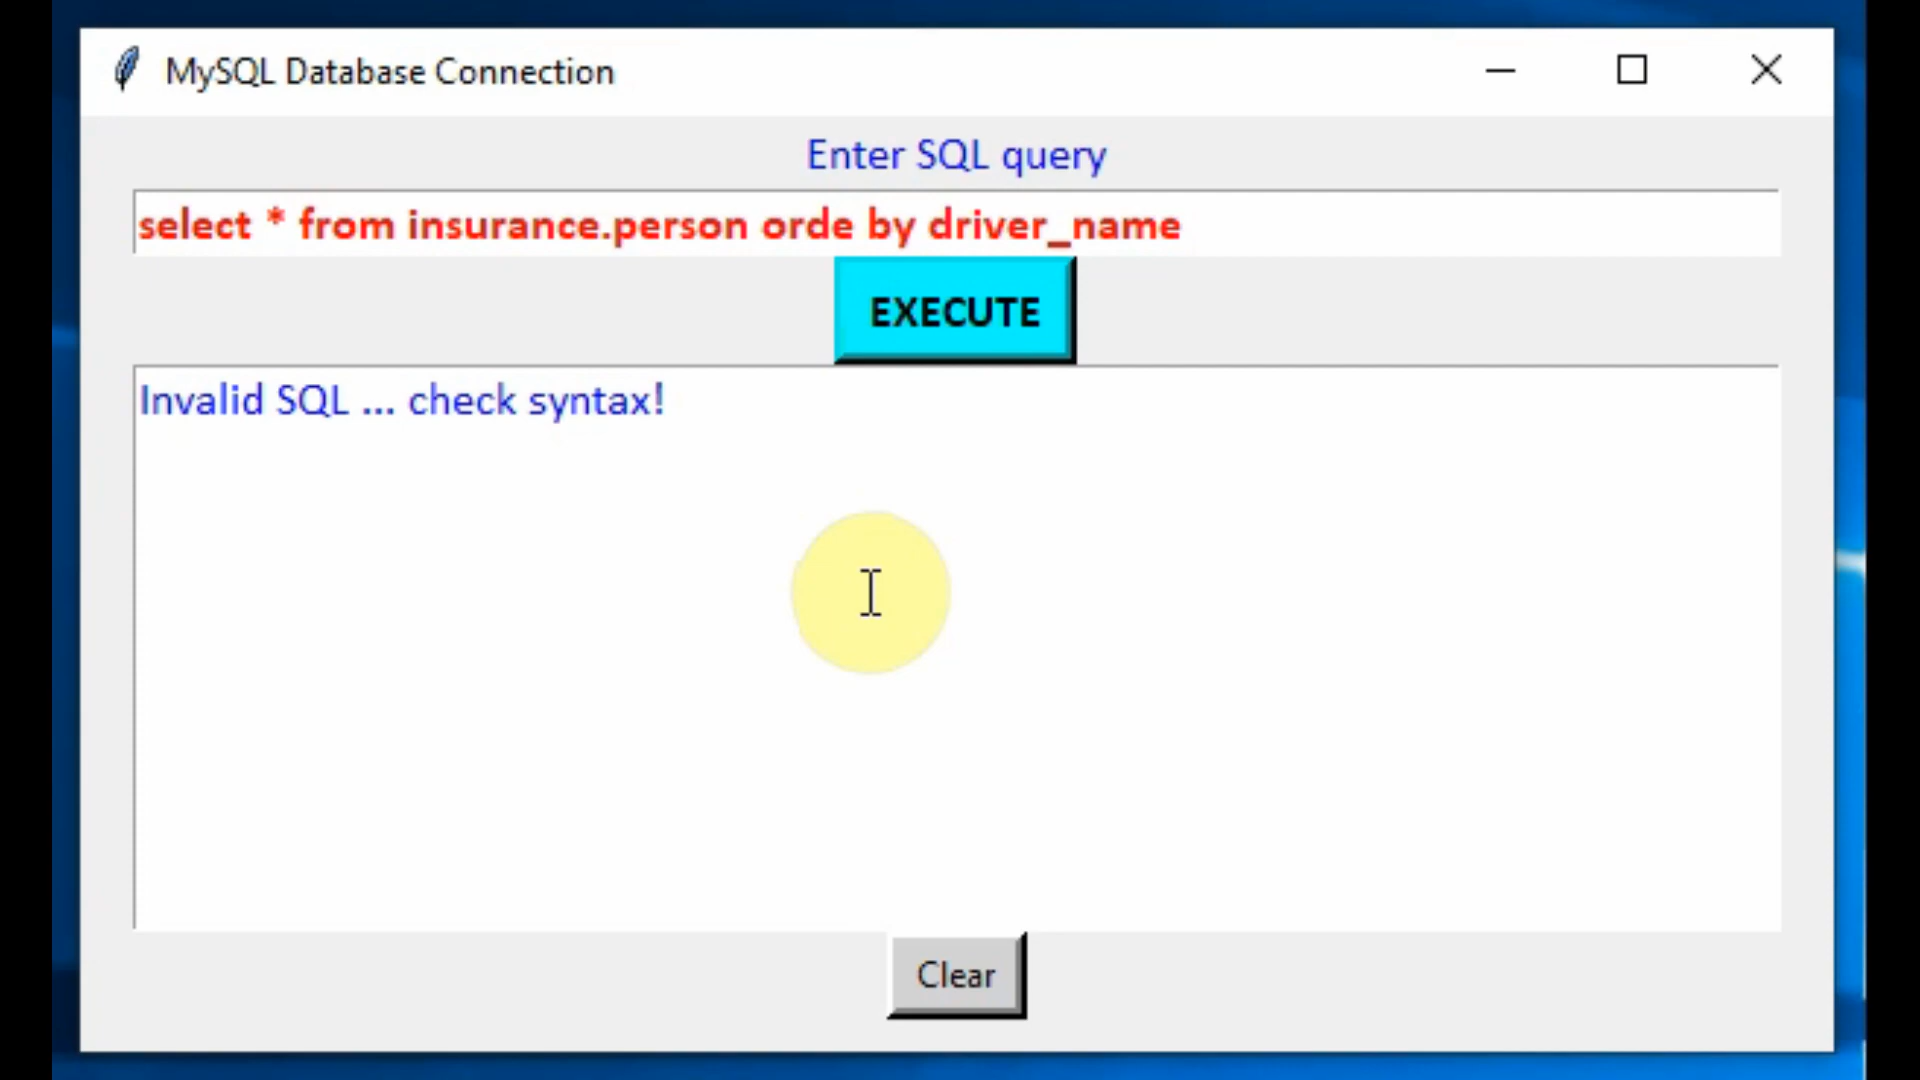 MySQL Database Connection
Enter SQL query
select * from insurance.person orde by driver_name
EXECUTE
Invalid SQL ... check syntax!
Clear